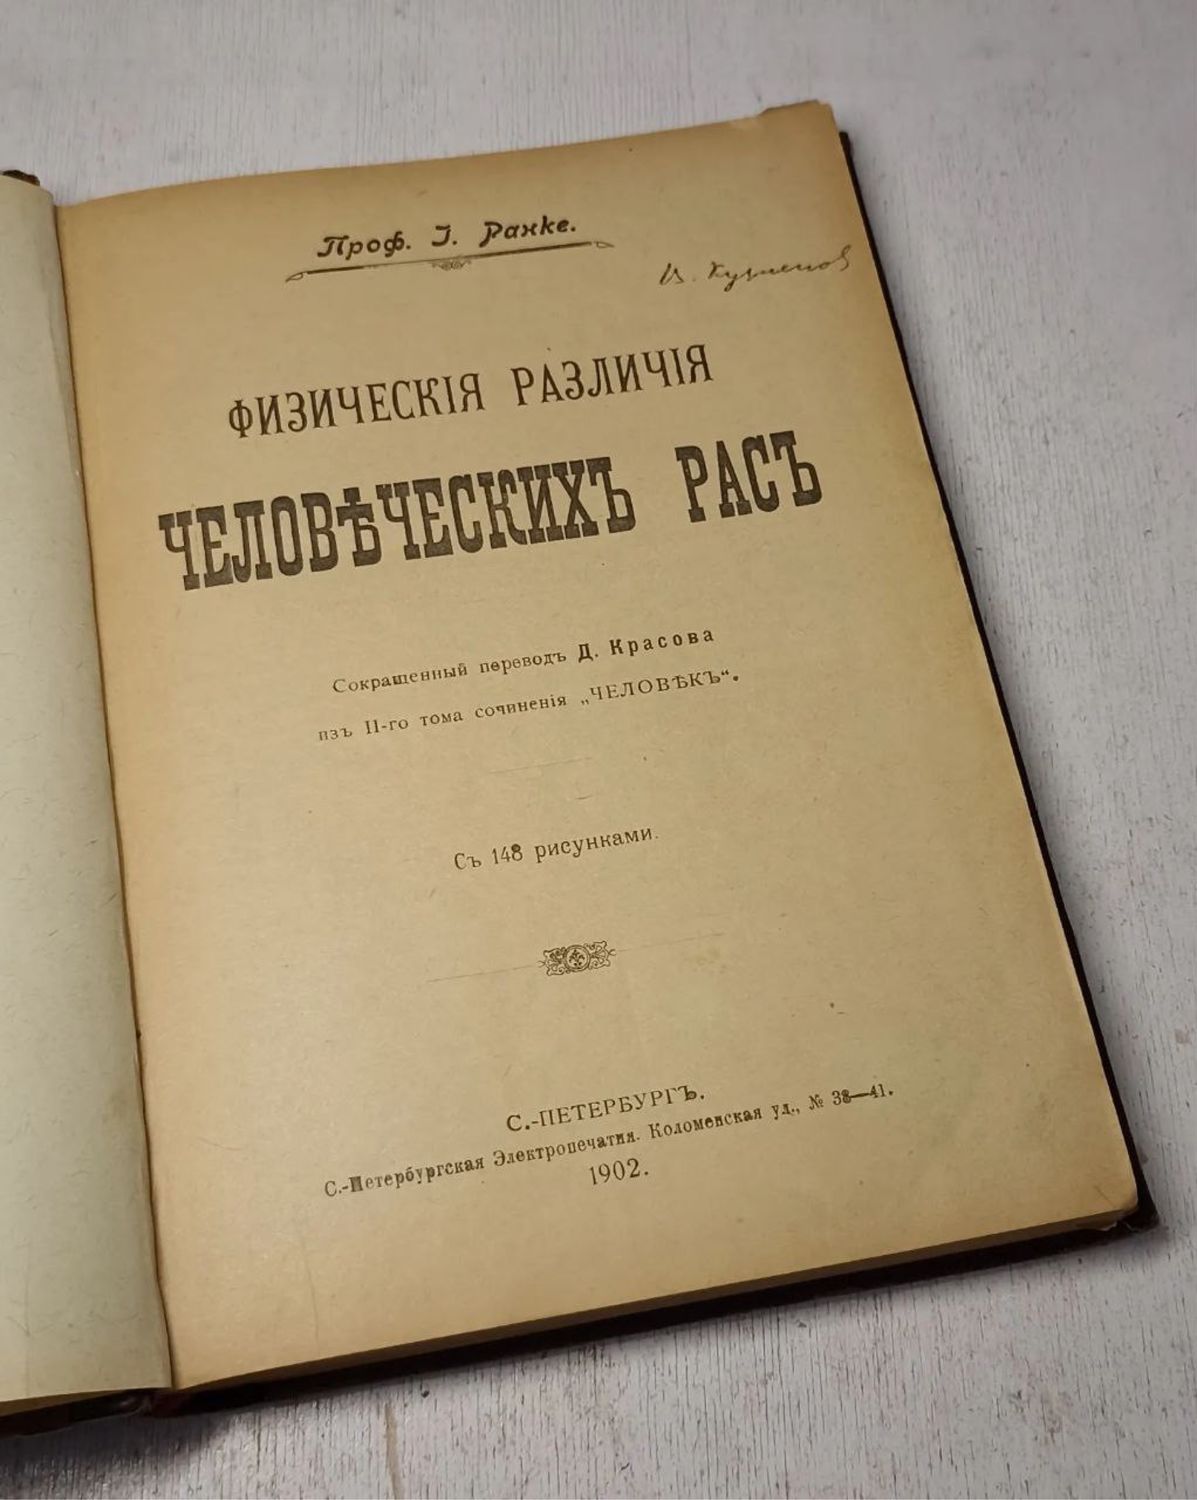 Проф. І. Ранке.
В. Кузнецов
ФИЗИЧЕСКІЯ РАЗЛИЧІЯ
ЧЕЛОВѢЧЕСКИХЪ РАСЪ
Сокращенный переводъ Д. Красова
изъ II-го тома сочиненія „ЧЕЛОВѢКЪ“.
Съ 148 рисунками.
С.-ПЕТЕРБУРГЪ.
С.-Петербургская Электропечатня. Коломенская ул., № 38—41.
1902.